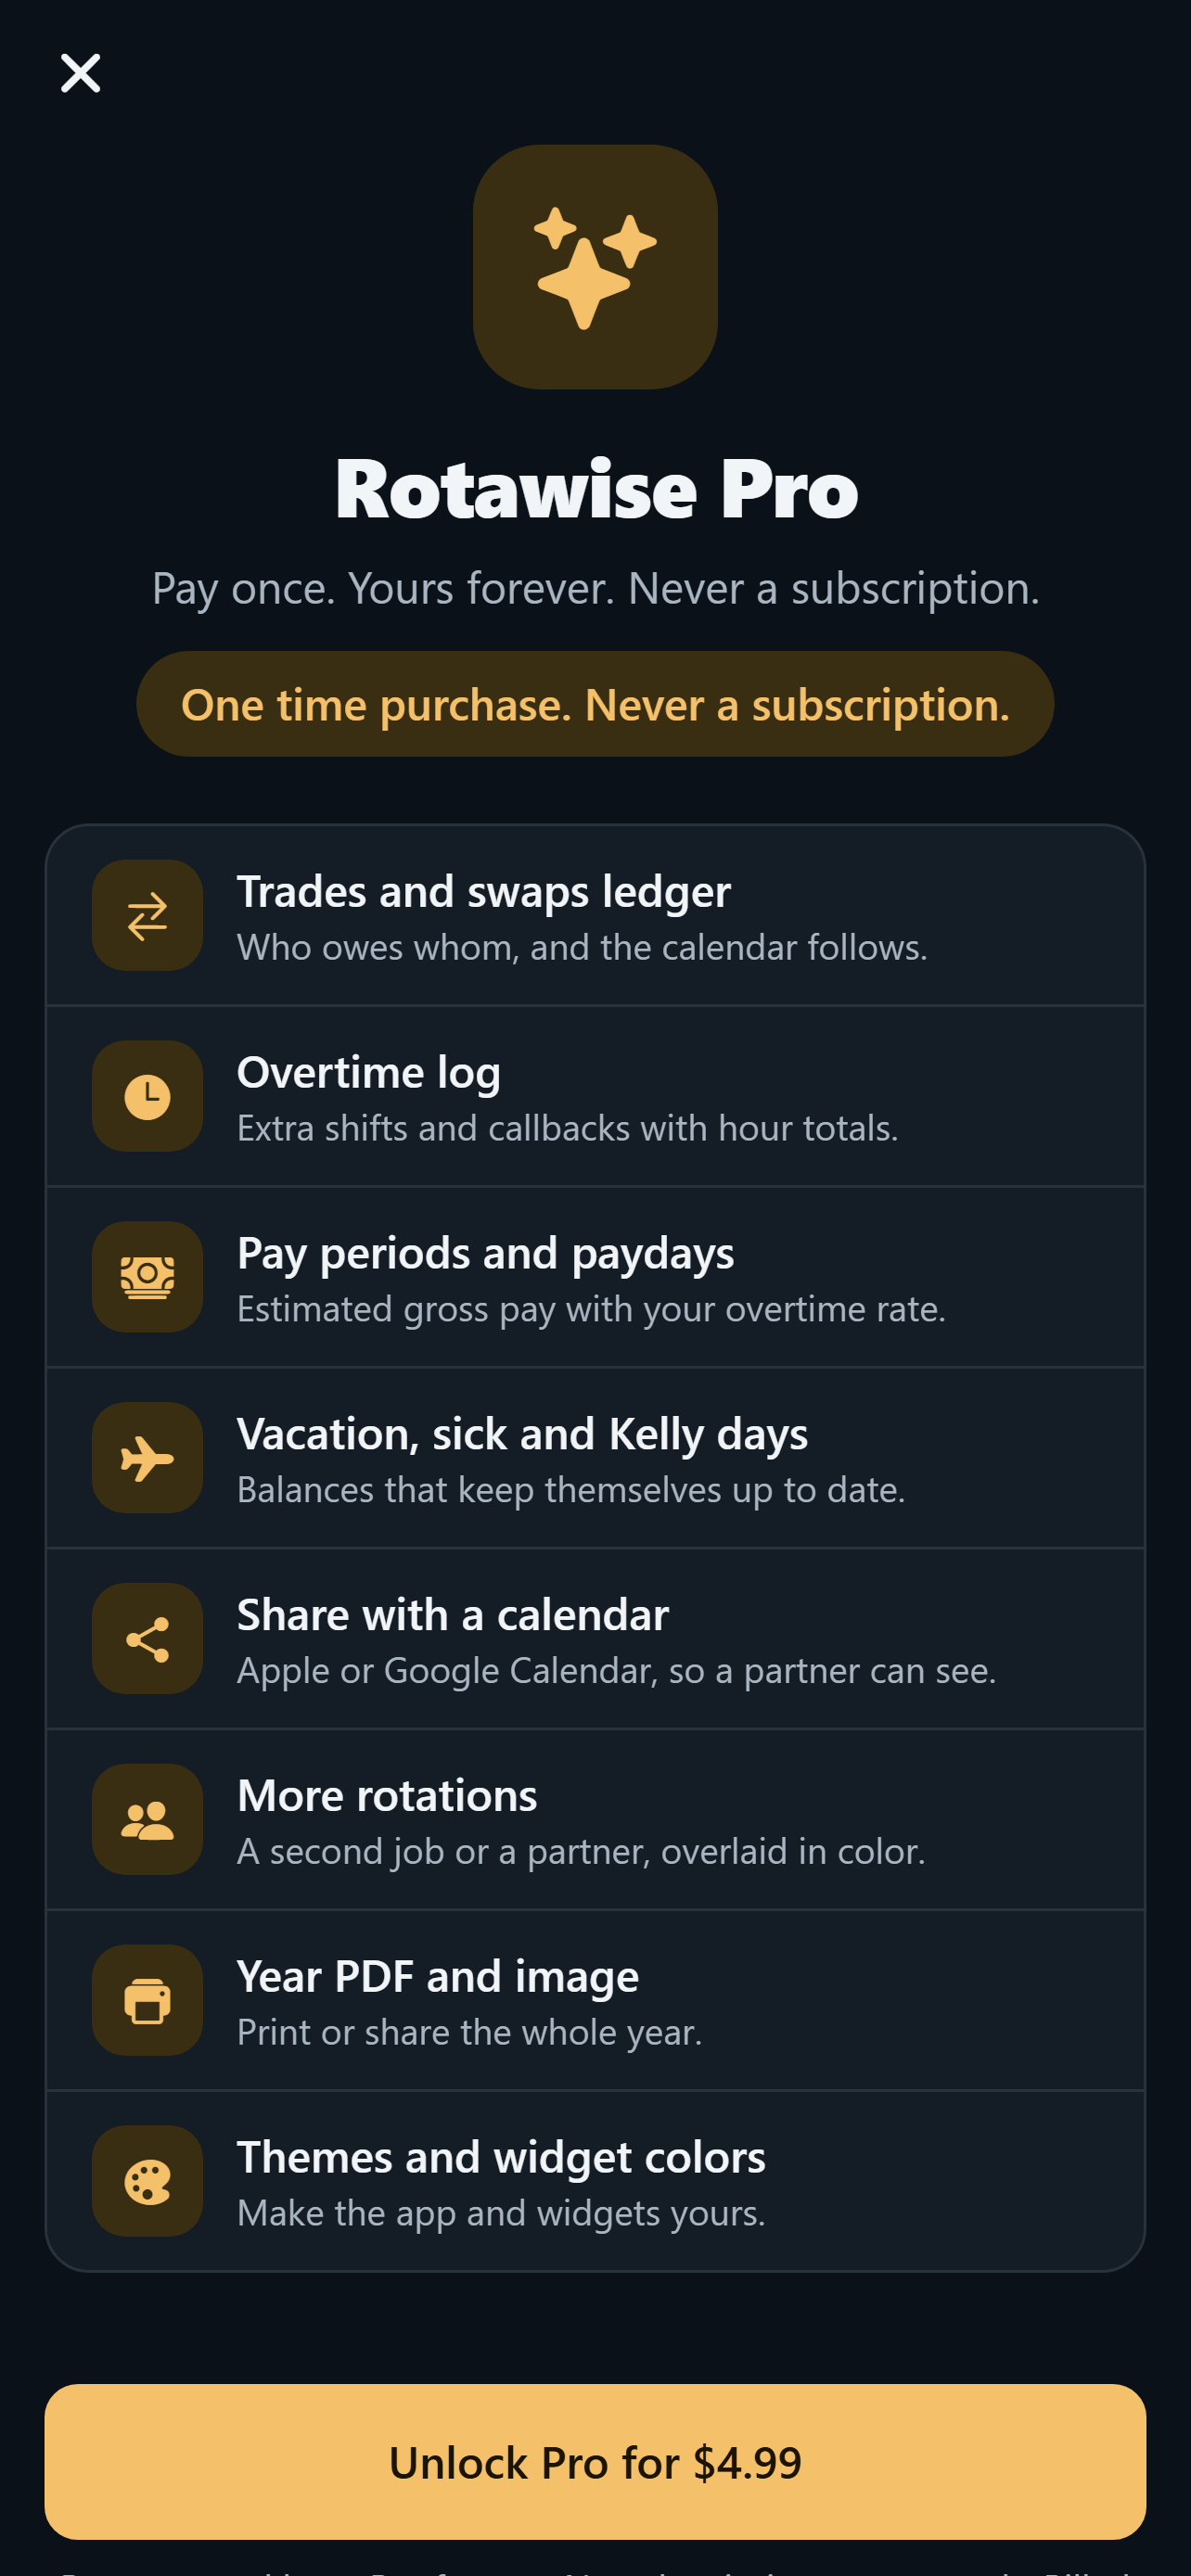 Rotawise Pro
Pay once. Yours forever. Never a subscription.
One time purchase. Never a subscription.
Trades and swaps ledger
Who owes whom, and the calendar follows.
Overtime log
Extra shifts and callbacks with hour totals.
Pay periods and paydays
Estimated gross pay with your overtime rate.
Vacation, sick and Kelly days
Balances that keep themselves up to date.
Share with a calendar
Apple or Google Calendar, so a partner can see.
More rotations
A second job or a partner, overlaid in color.
Year PDF and image
Print or share the whole year.
Themes and widget colors
Make the app and widgets yours.
Unlock Pro for $4.99